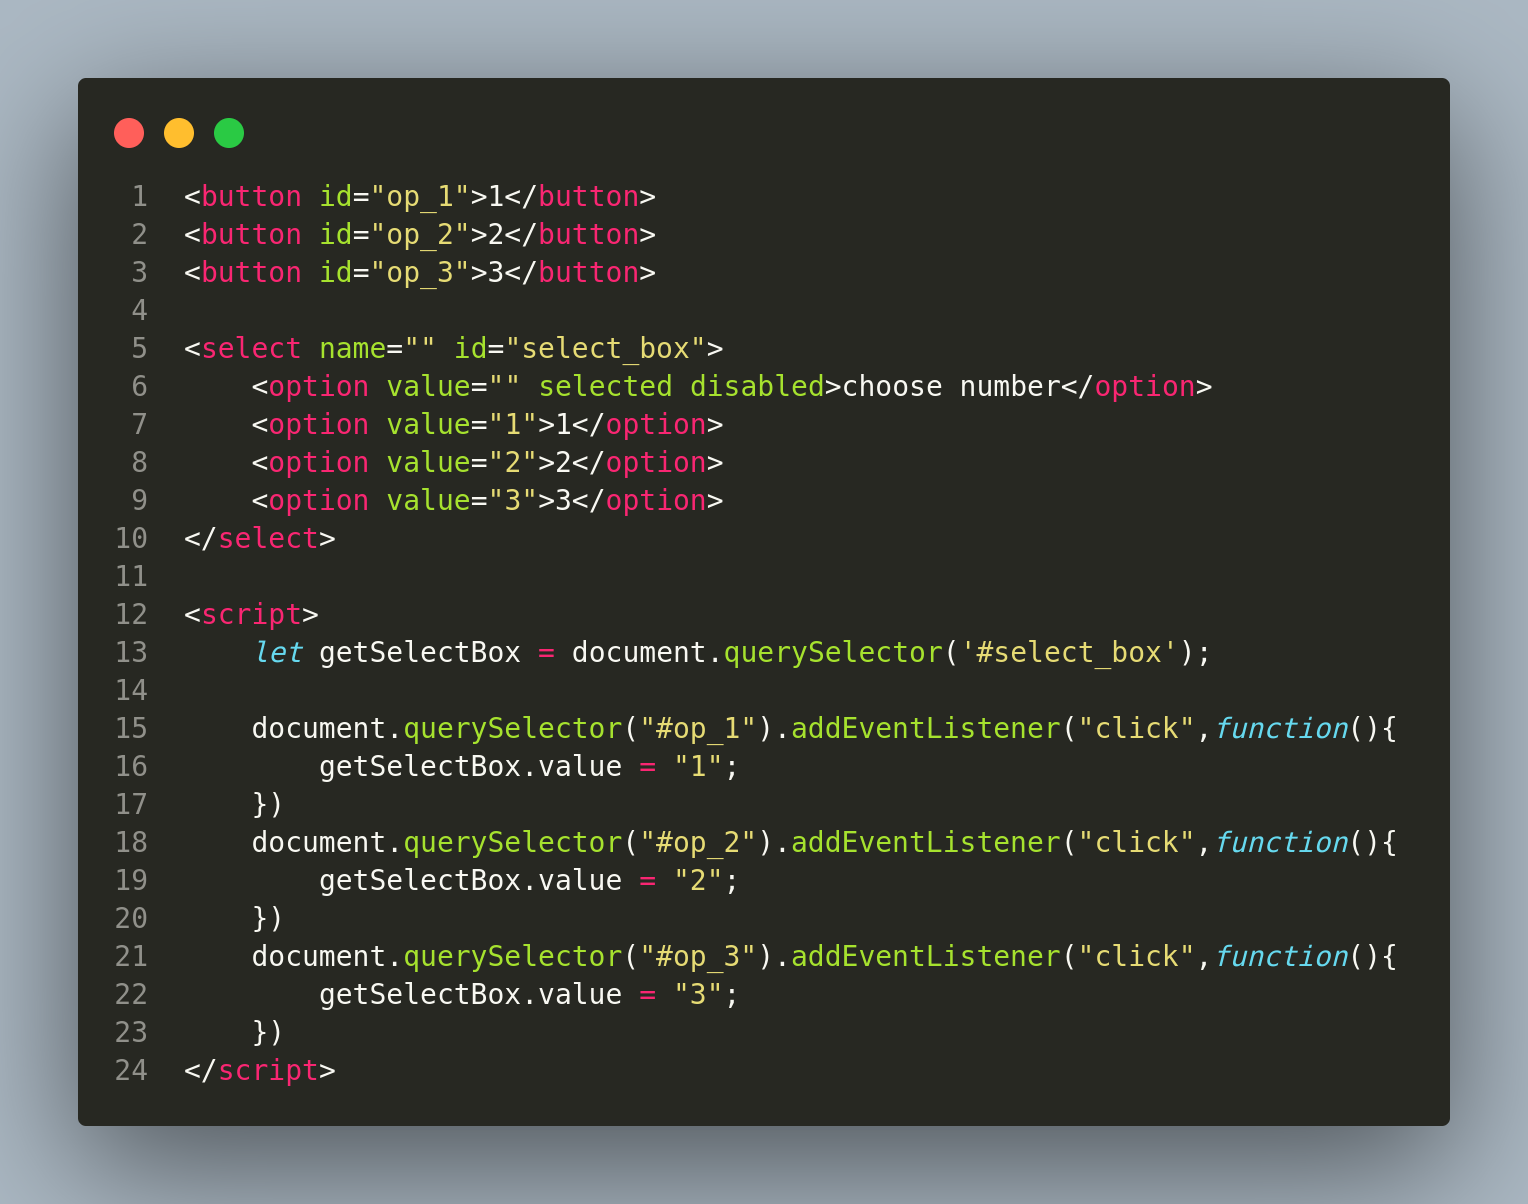 1 <button id="op_1">1</button>
2 <button id="op_2">2</button>
3 <button id="op_3">3</button>
4
5 <select name="" id="select_box">
6     <option value="" selected disabled>choose number</option>
7     <option value="1">1</option>
8     <option value="2">2</option>
9     <option value="3">3</option>
10 </select>
11
12 <script>
13     let getSelectBox = document.querySelector('#select_box');
14
15     document.querySelector("#op_1").addEventListener("click",function(){
16         getSelectBox.value = "1";
17     })
18     document.querySelector("#op_2").addEventListener("click",function(){
19         getSelectBox.value = "2";
20     })
21     document.querySelector("#op_3").addEventListener("click",function(){
22         getSelectBox.value = "3";
23     })
24 </script>